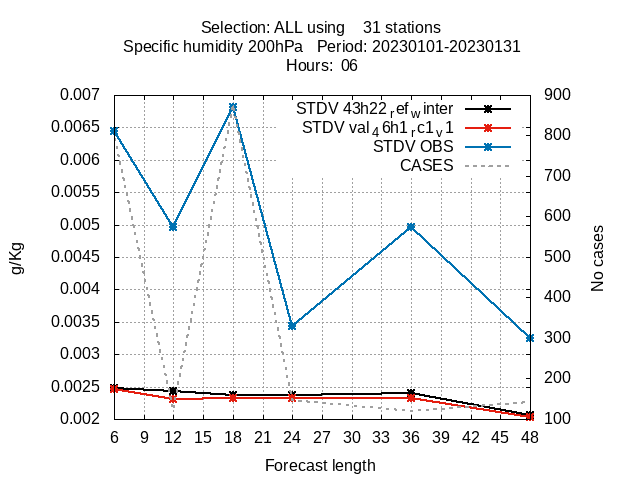 Selection: ALL using    31 stations
Specific humidity 200hPa   Period: 20230101-20230131
Hours:  06
0.007
0.0065
0.006
0.0055
0.005
0.0045
0.004
0.0035
0.003
0.0025
0.002
g/Kg
STDV 43h22_ref_winter
STDV val_46h1_rc1_v1
STDV OBS
CASES
900
800
700
600
500
400
300
200
100
No cases
6 9 12 15 18 21 24 27 30 33 36 39 42 45 48
Forecast length